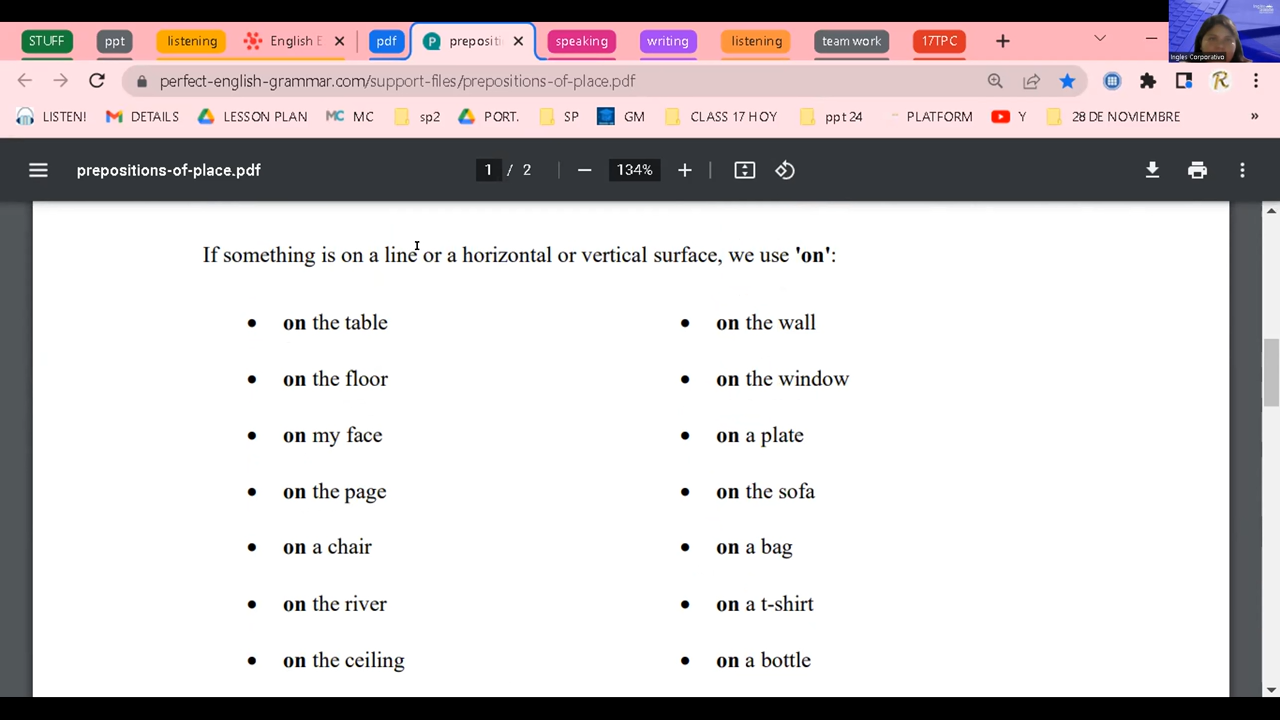 STUFF ppt listening English E pdf preposit speaking writing listening team work 17TPC
Ingles Corporativo
perfect-english-grammar.com/support-files/prepositions-of-place.pdf
LISTEN! DETAILS LESSON PLAN MC MC sp2 PORT. SP GM CLASS 17 HOY ppt 24 PLATFORM Y 28 DE NOVIEMBRE »
prepositions-of-place.pdf 1 / 2 134%
If something is on a line or a horizontal or vertical surface, we use 'on':
• on the table
• on the floor
• on my face
• on the page
• on a chair
• on the river
• on the ceiling
• on the wall
• on the window
• on a plate
• on the sofa
• on a bag
• on a t-shirt
• on a bottle